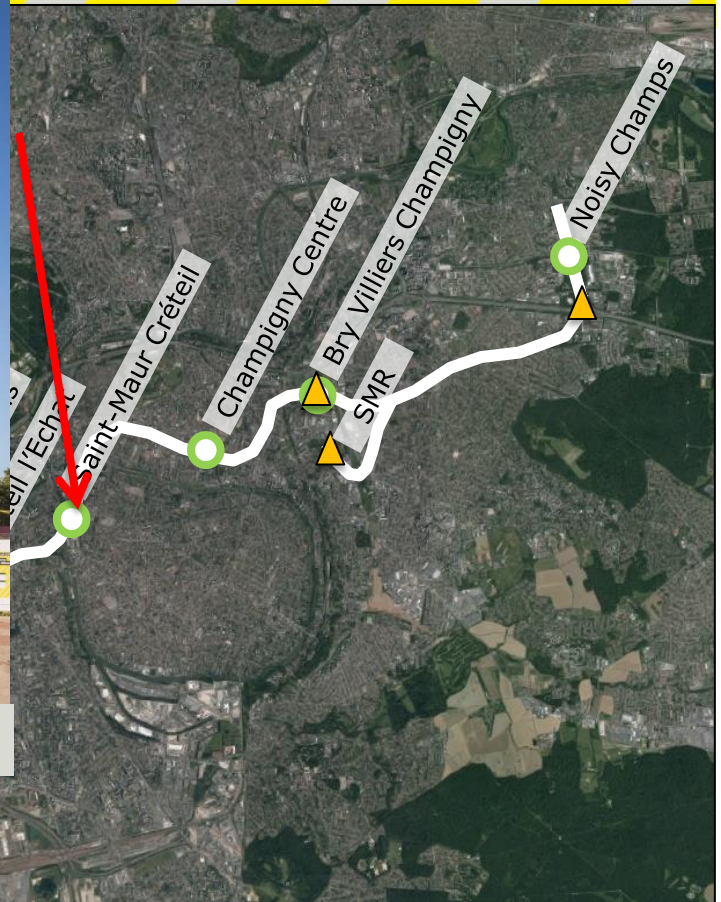 Noisy Champs
Bry Villiers Champigny
Champigny Centre
SMR
Saint-Maur Créteil
l'Echat